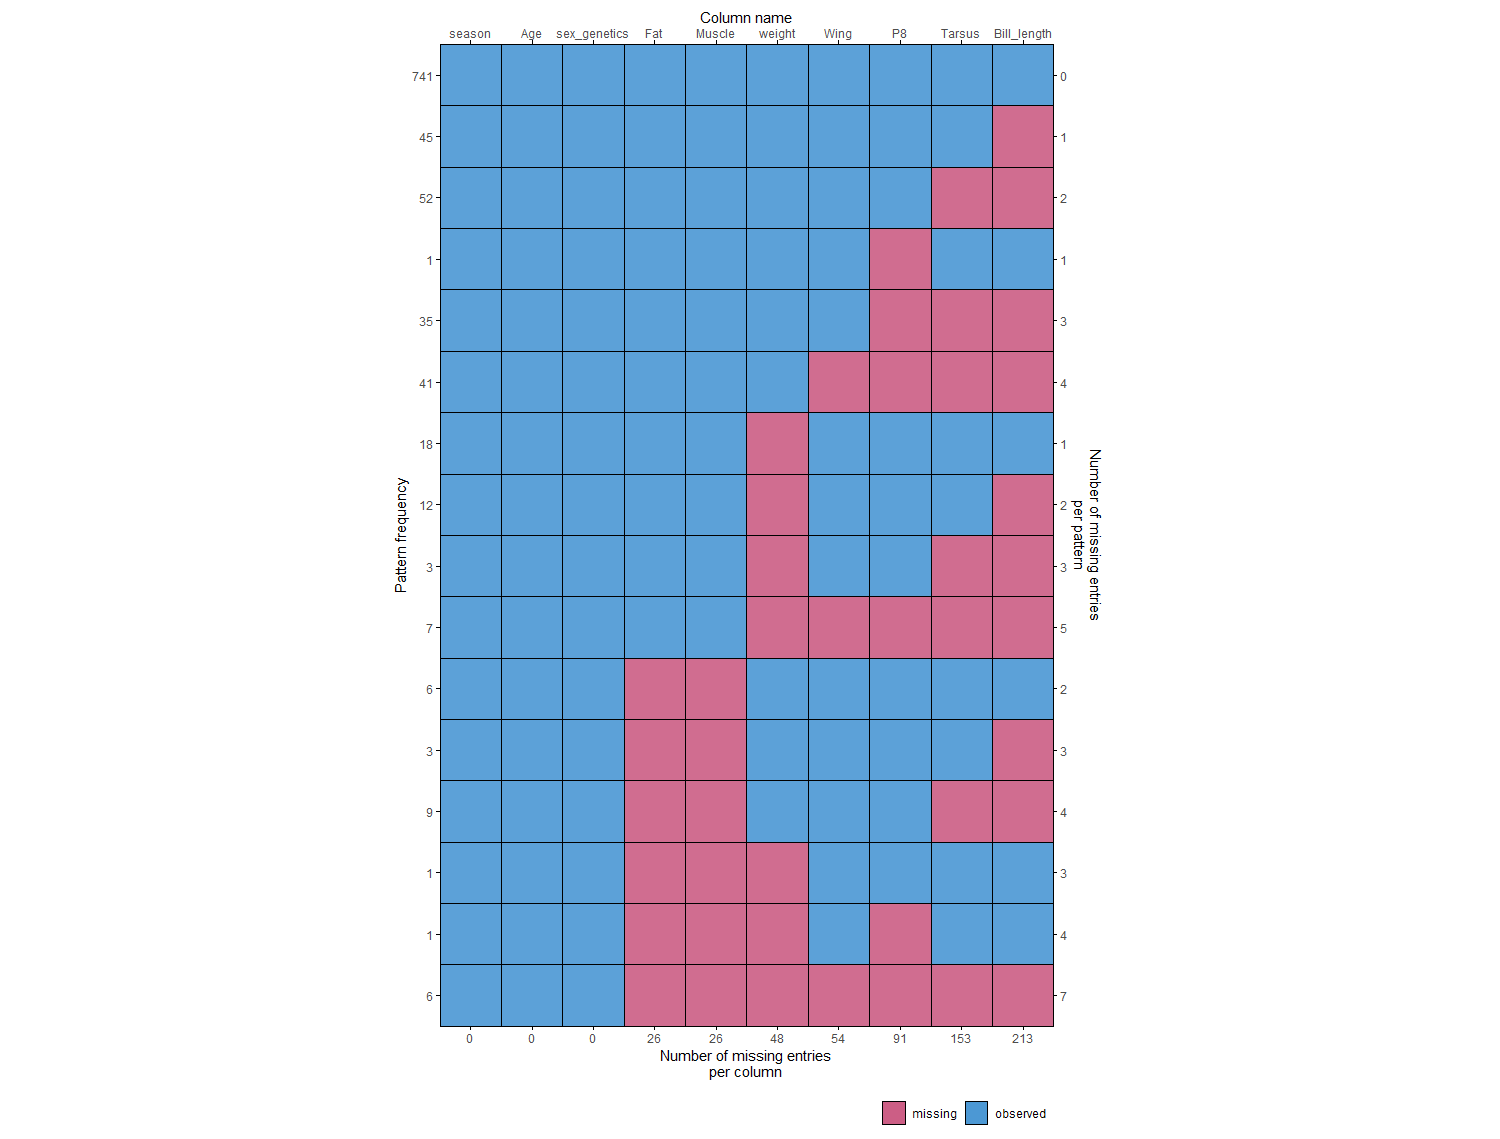 Column name
season Age sex_genetics Fat Muscle weight Wing P8 Tarsus Bill_length
741 0
45 1
52 2
1 1
35 3
41 4
18 1
12 2
3 3
7 5
6 2
3 3
9 4
1 3
1 4
6 7
Pattern frequency
Number of missing entries
per pattern
0 0 0 26 26 48 54 91 153 213
Number of missing entries
per column
missing observed